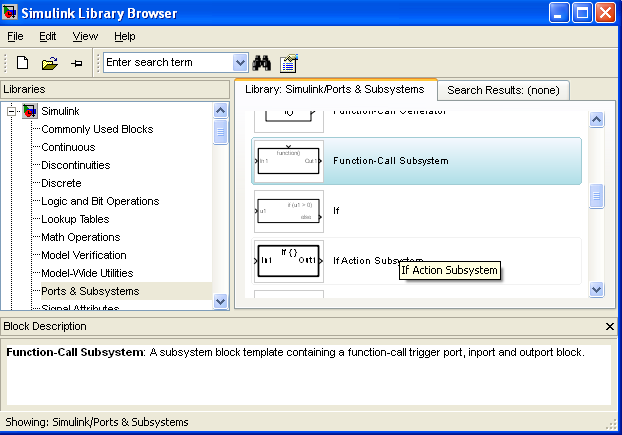 Simulink Library Browser
File Edit View Help
Enter search term
Libraries
Library: Simulink/Ports & Subsystems
Search Results: (none)
Simulink
Commonly Used Blocks
Continuous
Discontinuities
Discrete
Logic and Bit Operations
Lookup Tables
Math Operations
Model Verification
Model-Wide Utilities
Ports & Subsystems
Signal Attributes
f()
Function-Call Generator
function()
In1 Out1
Function-Call Subsystem
u1 if (u1 > 0)
else
If
If { }
In1 Out1
If Action Subsystem
If Action Subsystem
Block Description
Function-Call Subsystem: A subsystem block template containing a function-call trigger port, inport and outport block.
Showing: Simulink/Ports & Subsystems